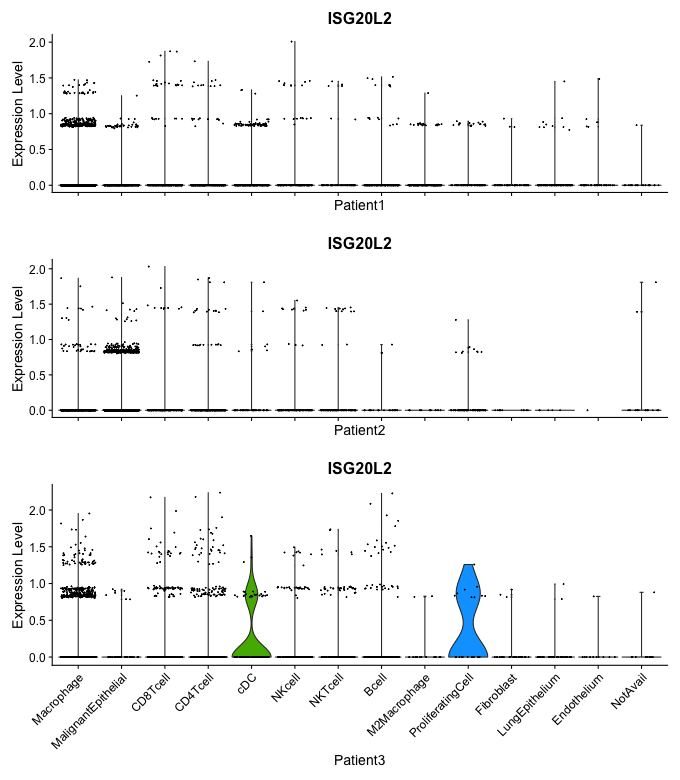 ISG20L2
Expression Level
2.0
1.5
1.0
0.5
0.0
Patient1
ISG20L2
Expression Level
2.0
1.5
1.0
0.5
0.0
Patient2
ISG20L2
Expression Level
2.0
1.5
1.0
0.5
0.0
Macrophage
MalignantEpithelial
CD8Tcell
CD4Tcell
cDC
NKcell
NKTcell
Bcell
M2Macrophage
ProliferatingCell
Fibroblast
LungEpithelium
Endothelium
NotAvail
Patient3